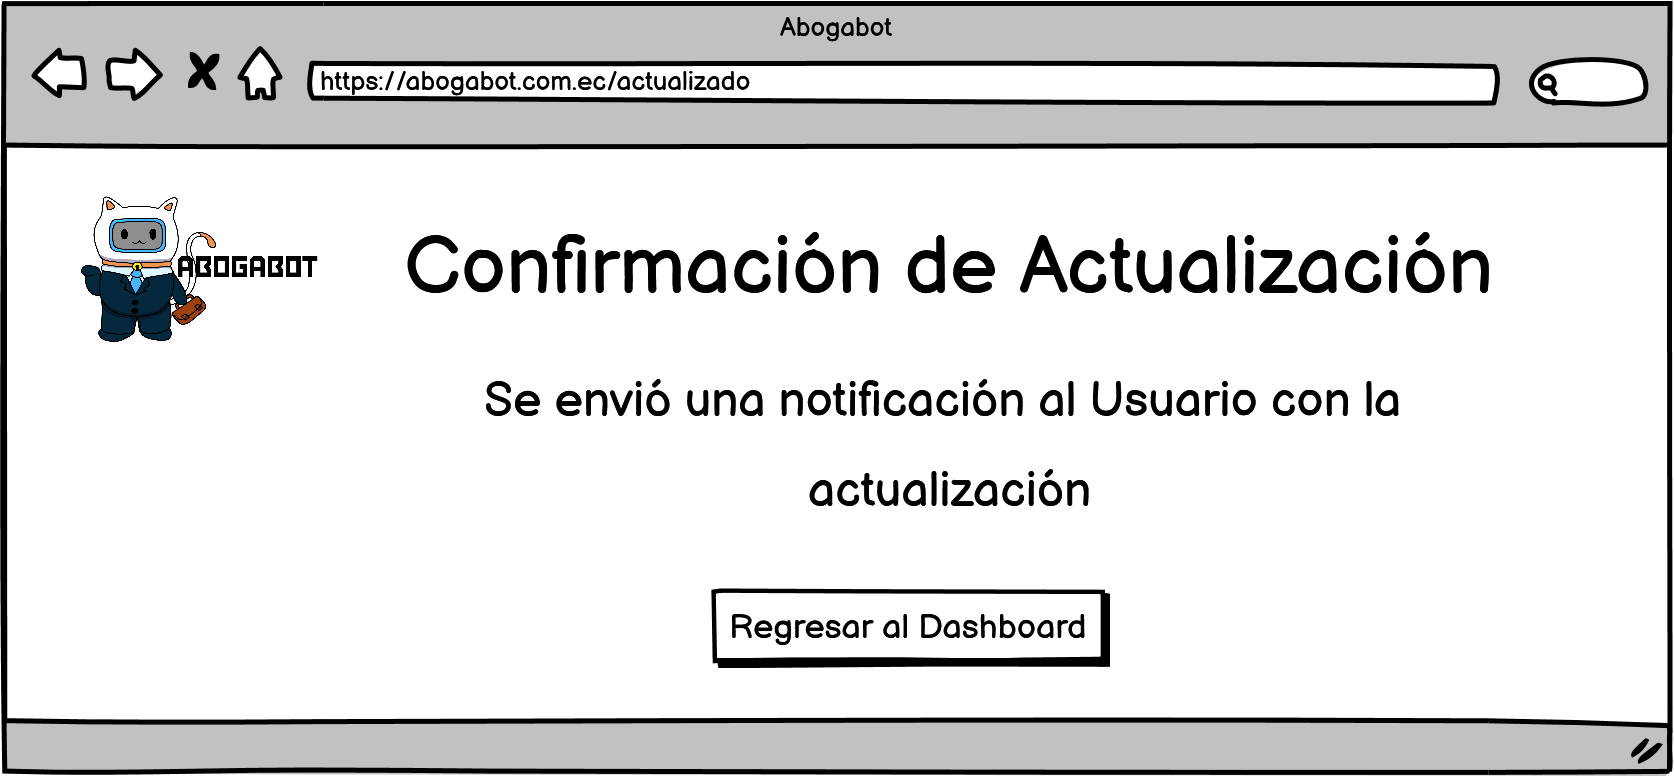 Abogabot
https://abogabot.com.ec/actualizado
ABOGABOT
Confirmación de Actualización
Se envió una notificación al Usuario con la
actualización
Regresar al Dashboard